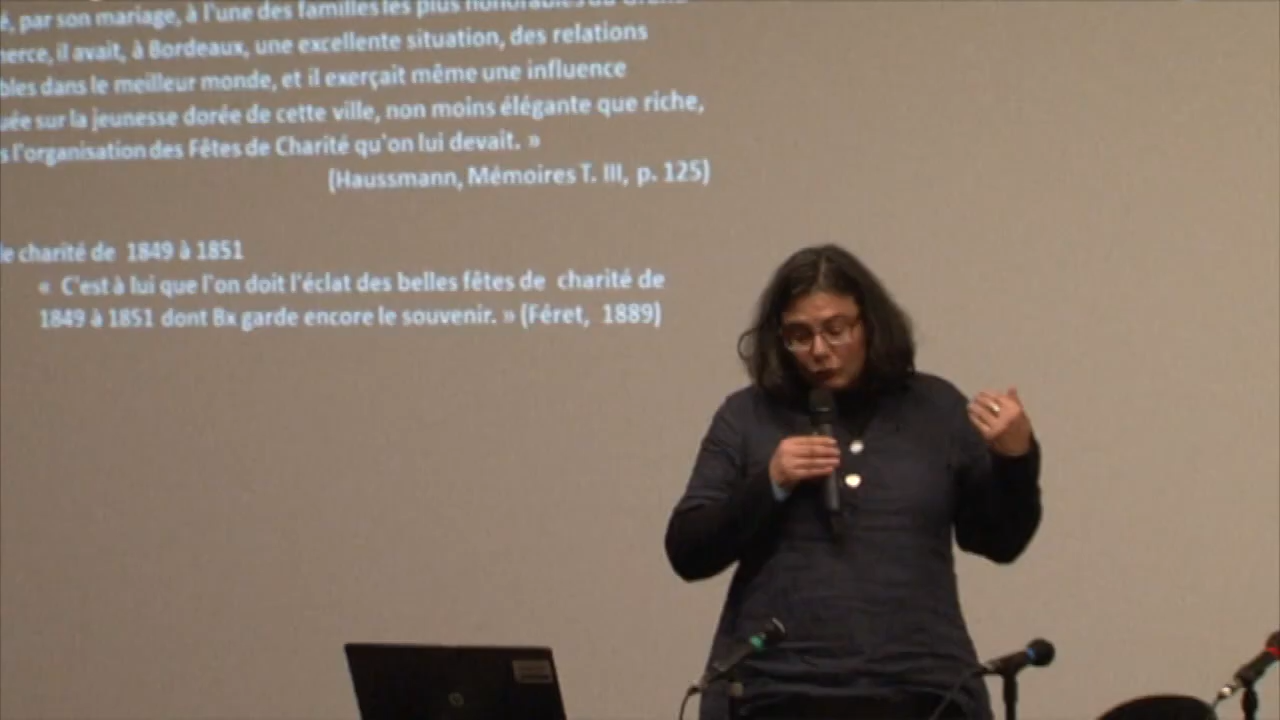 é, par son mariage, à l'une des familles les plus honorables du Grand
erce, il avait, à Bordeaux, une excellente situation, des relations
bles dans le meilleur monde, et il exerçait même une influence
uée sur la jeunesse dorée de cette ville, non moins élégante que riche,
s l'organisation des Fêtes de Charité qu'on lui devait. »
(Haussmann, Mémoires T. III, p. 125)
de charité de 1849 à 1851
« C'est à lui que l'on doit l'éclat des belles fêtes de charité de
1849 à 1851 dont Bx garde encore le souvenir. » (Féret, 1889)
hp